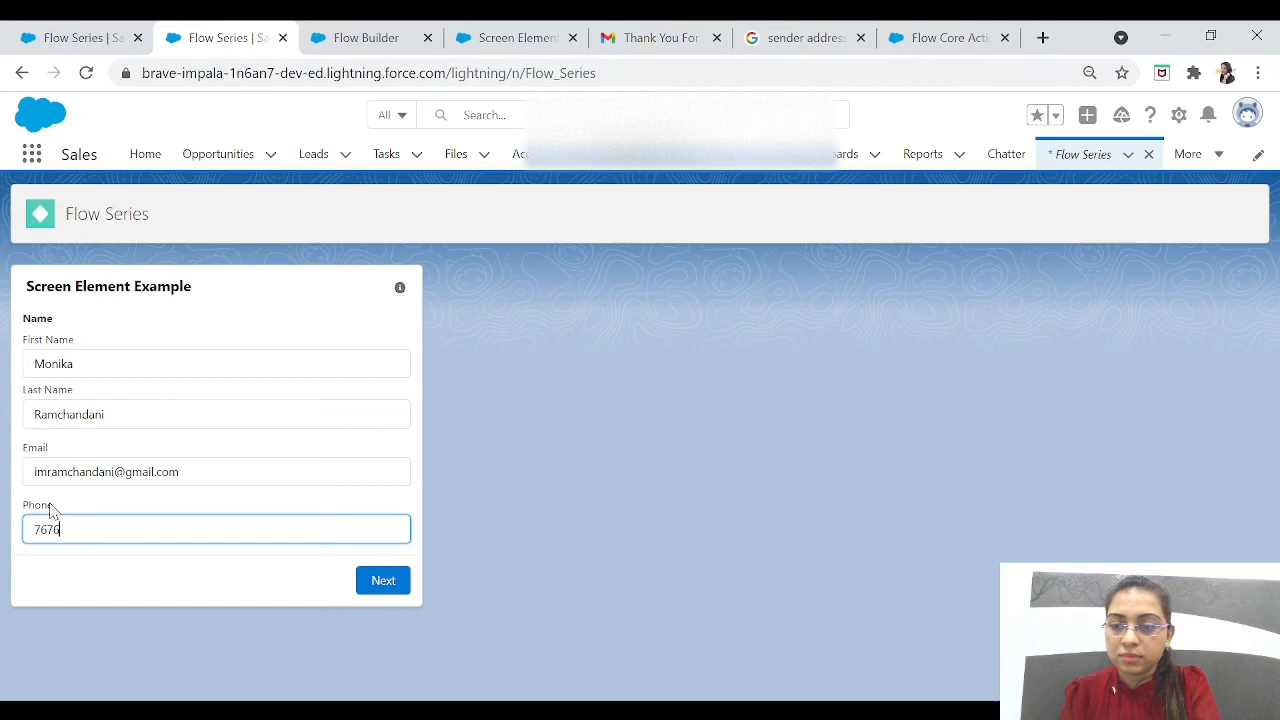 Flow Series | Sa
Flow Series | Sa
Flow Builder
Screen Element
Thank You For
sender address
Flow Core Acti
brave-impala-1n6an7-dev-ed.lightning.force.com/lightning/n/Flow_Series
All
Search...
Sales
Home
Opportunities
Leads
Tasks
Files
Reports
Chatter
* Flow Series
More
Flow Series
Screen Element Example
Name
First Name
Monika
Last Name
Ramchandani
Email
imramchandani@gmail.com
Phone
7676
Next